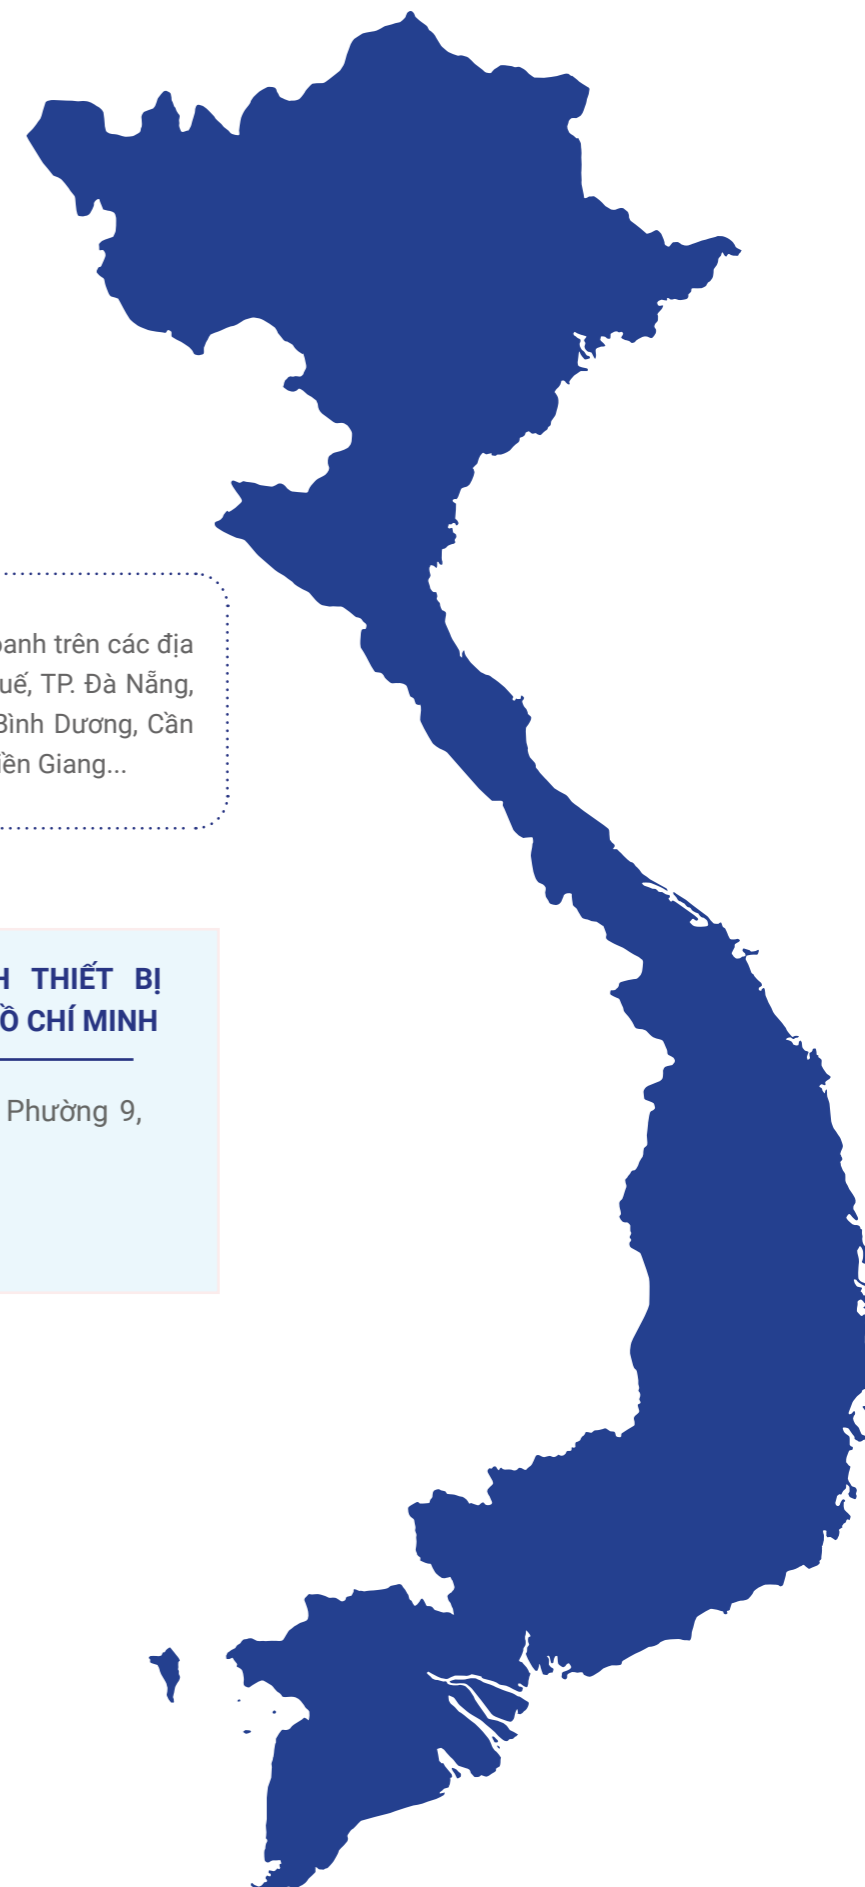 oanh trên các địa
uế, TP. Đà Nẵng,
Bình Dương, Cần
iền Giang...
H THIẾT BỊ
Ồ CHÍ MINH
Phường 9,